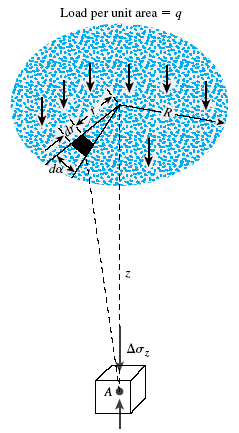 Load per unit area = q
R
r
dr
dα
z
Δσz
A